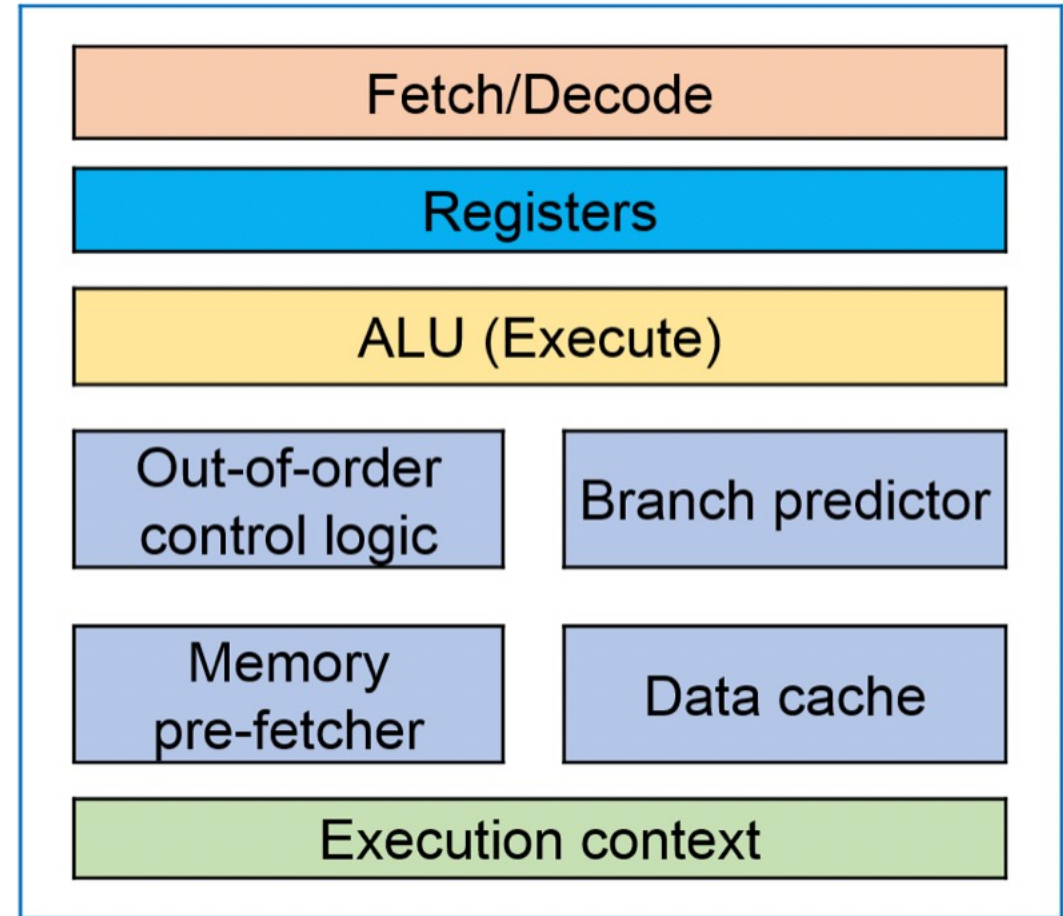 Fetch/Decode
Registers
ALU (Execute)
Out-of-order
control logic
Branch predictor
Memory
pre-fetcher
Data cache
Execution context